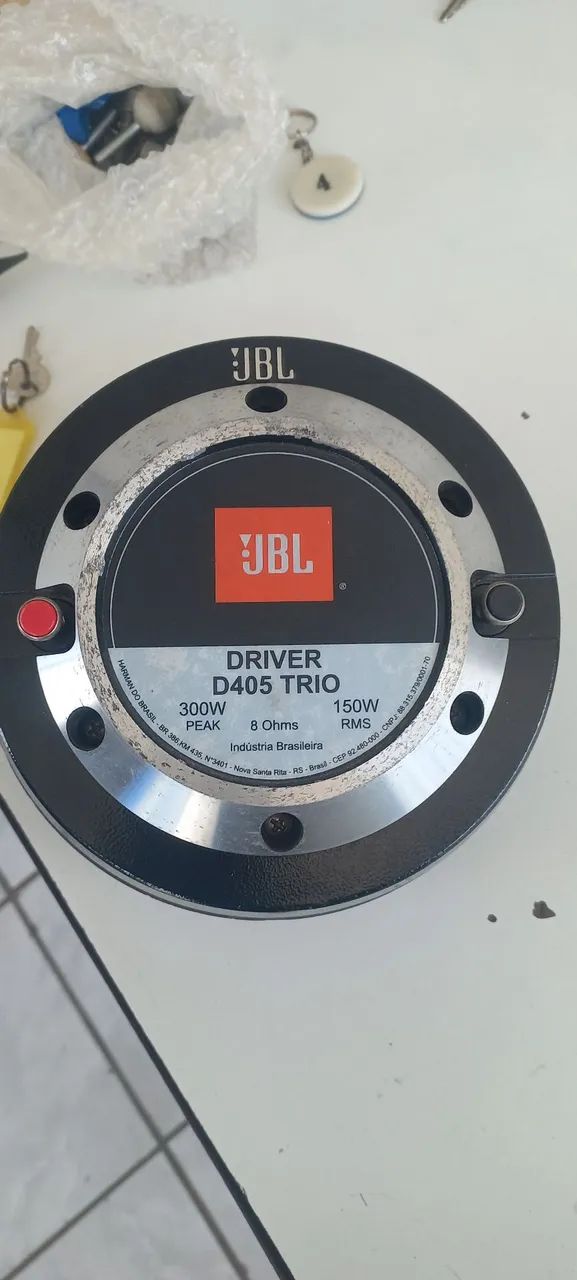 4
JBL
JBL
®
DRIVER
D405 TRIO
300W
PEAK
8 Ohms
150W
RMS
Indústria Brasileira
HARMAN DO BRASIL - BR 386,KM 435, N°3401 - Nova Santa Rita - RS - Brasil - CEP 92.480-000 - CNPJ: 88.315.379/0001-70